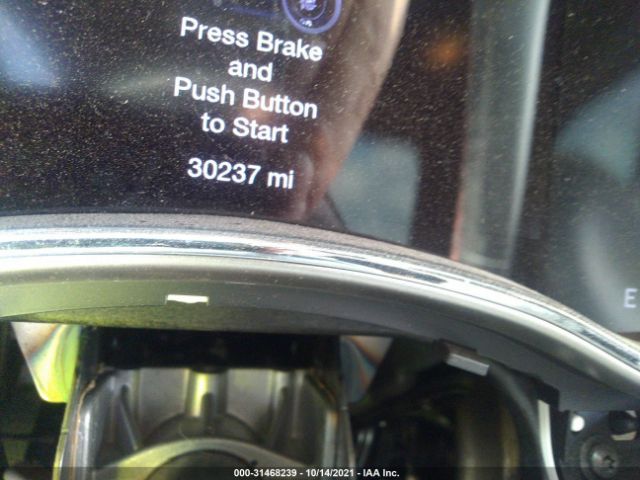 Press Brake
and
Push Button
to Start
30237 mi
E
000-31468239 - 10/14/2021 - IAA Inc.